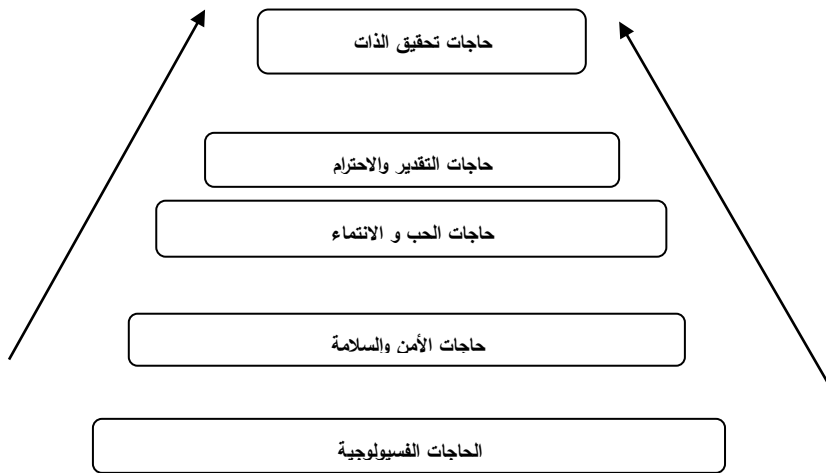 حاجات تحقيق الذات
حاجات التقدير والاحترام
حاجات الحب و الانتماء
حاجات الأمن والسلامة
الحاجات الفسيولوجية